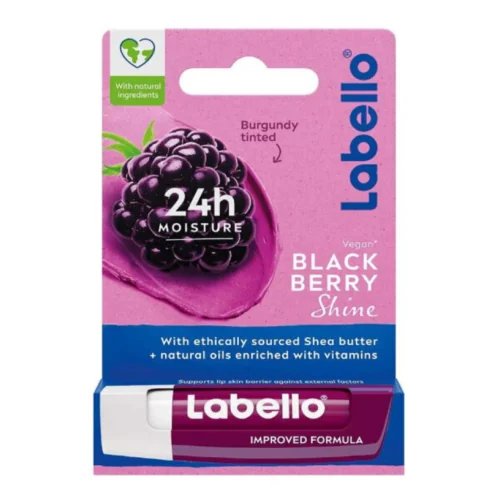 With natural
ingredients
Burgundy
tinted
Labello®
24h
MOISTURE
Vegan*
BLACK
BERRY
Shine
With ethically sourced Shea butter
+ natural oils enriched with vitamins
Supports lip skin barrier against external factors
Labello®
IMPROVED FORMULA